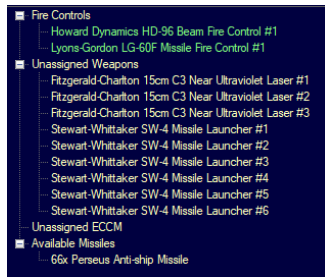 Fire Controls
Howard Dynamics HD-96 Beam Fire Control #1
Lyons-Gordon LG-60F Missile Fire Control #1
Unassigned Weapons
Fitzgerald-Charlton 15cm C3 Near Ultraviolet Laser #1
Fitzgerald-Charlton 15cm C3 Near Ultraviolet Laser #2
Fitzgerald-Charlton 15cm C3 Near Ultraviolet Laser #3
Stewart-Whittaker SW-4 Missile Launcher #1
Stewart-Whittaker SW-4 Missile Launcher #2
Stewart-Whittaker SW-4 Missile Launcher #3
Stewart-Whittaker SW-4 Missile Launcher #4
Stewart-Whittaker SW-4 Missile Launcher #5
Stewart-Whittaker SW-4 Missile Launcher #6
Unassigned ECCM
Available Missiles
66x Perseus Anti-ship Missile